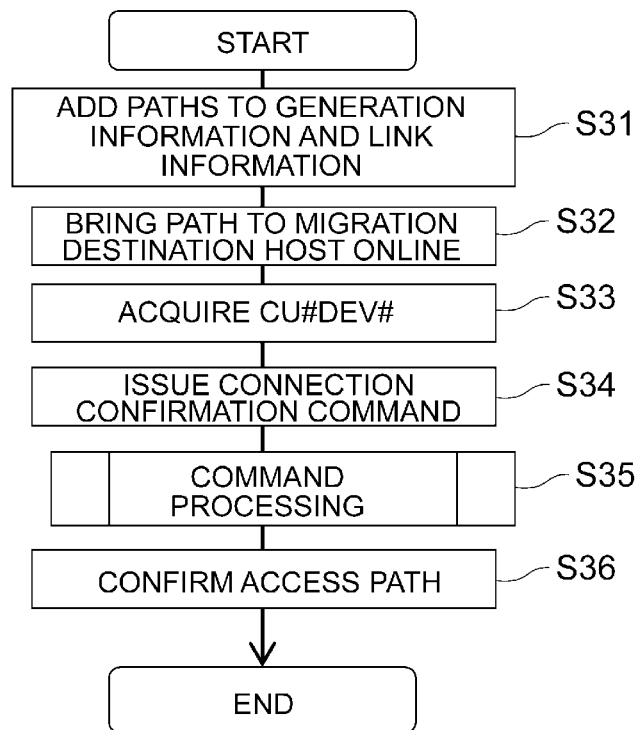 START
ADD PATHS TO GENERATION
INFORMATION AND LINK
INFORMATION
S31
BRING PATH TO MIGRATION
DESTINATION HOST ONLINE
S32
ACQUIRE CU#DEV#
S33
ISSUE CONNECTION
CONFIRMATION COMMAND
S34
COMMAND
PROCESSING
S35
CONFIRM ACCESS PATH
S36
END